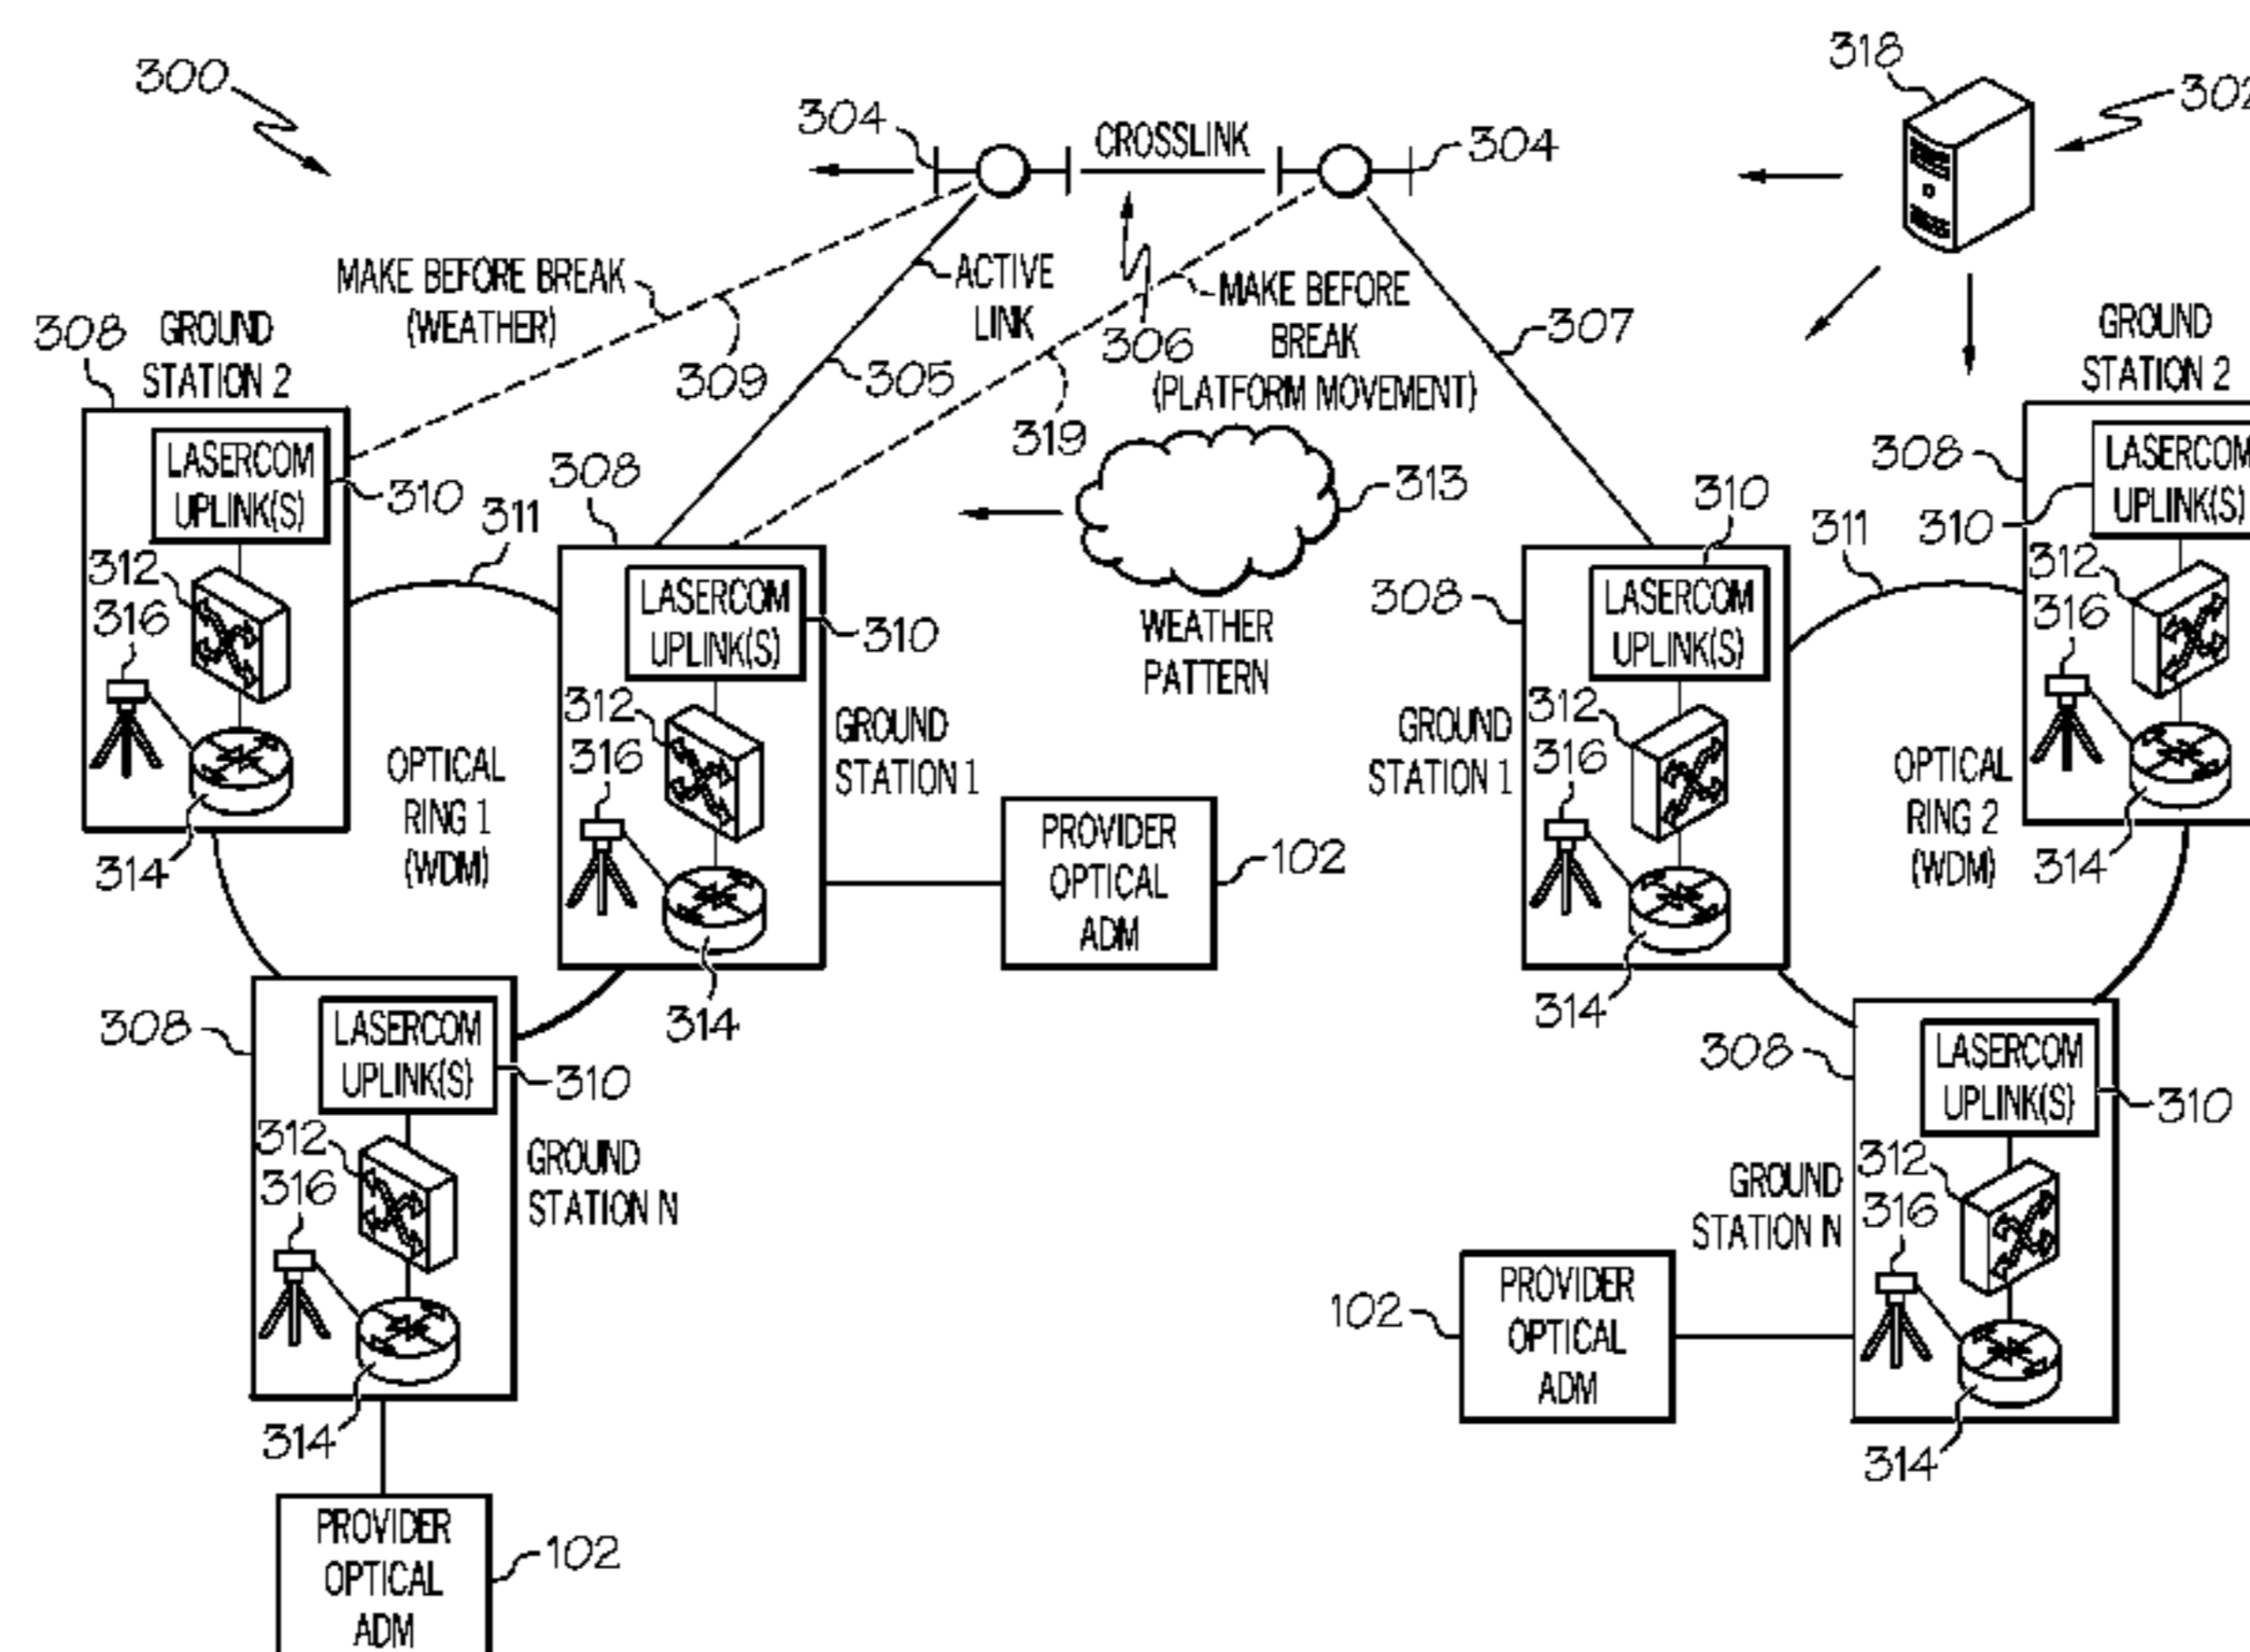 300
304
CROSSLINK
304
318
302
MAKE BEFORE BREAK
(WEATHER)
309
ACTIVE
LINK
305
306
MAKE BEFORE
BREAK
(PLATFORM MOVEMENT)
319
307
308
GROUND
STATION 2
LASERCOM
UPLINK(S)
310
312
316
314
311
308
LASERCOM
UPLINK(S)
310
312
316
314
GROUND
STATION 1
OPTICAL
RING 1
(WDM)
313
WEATHER
PATTERN
PROVIDER
OPTICAL
ADM
102
308
LASERCOM
UPLINK(S)
310
312
316
314
GROUND
STATION N
PROVIDER
OPTICAL
ADM
102
308
310
LASERCOM
UPLINK(S)
GROUND
STATION 1
312
316
314
311
OPTICAL
RING 2
(WDM)
GROUND
STATION 2
308
LASERCOM
UPLINK(S)
310
312
316
314
308
LASERCOM
UPLINK(S)
310
312
316
314
GROUND
STATION N
PROVIDER
OPTICAL
ADM
102